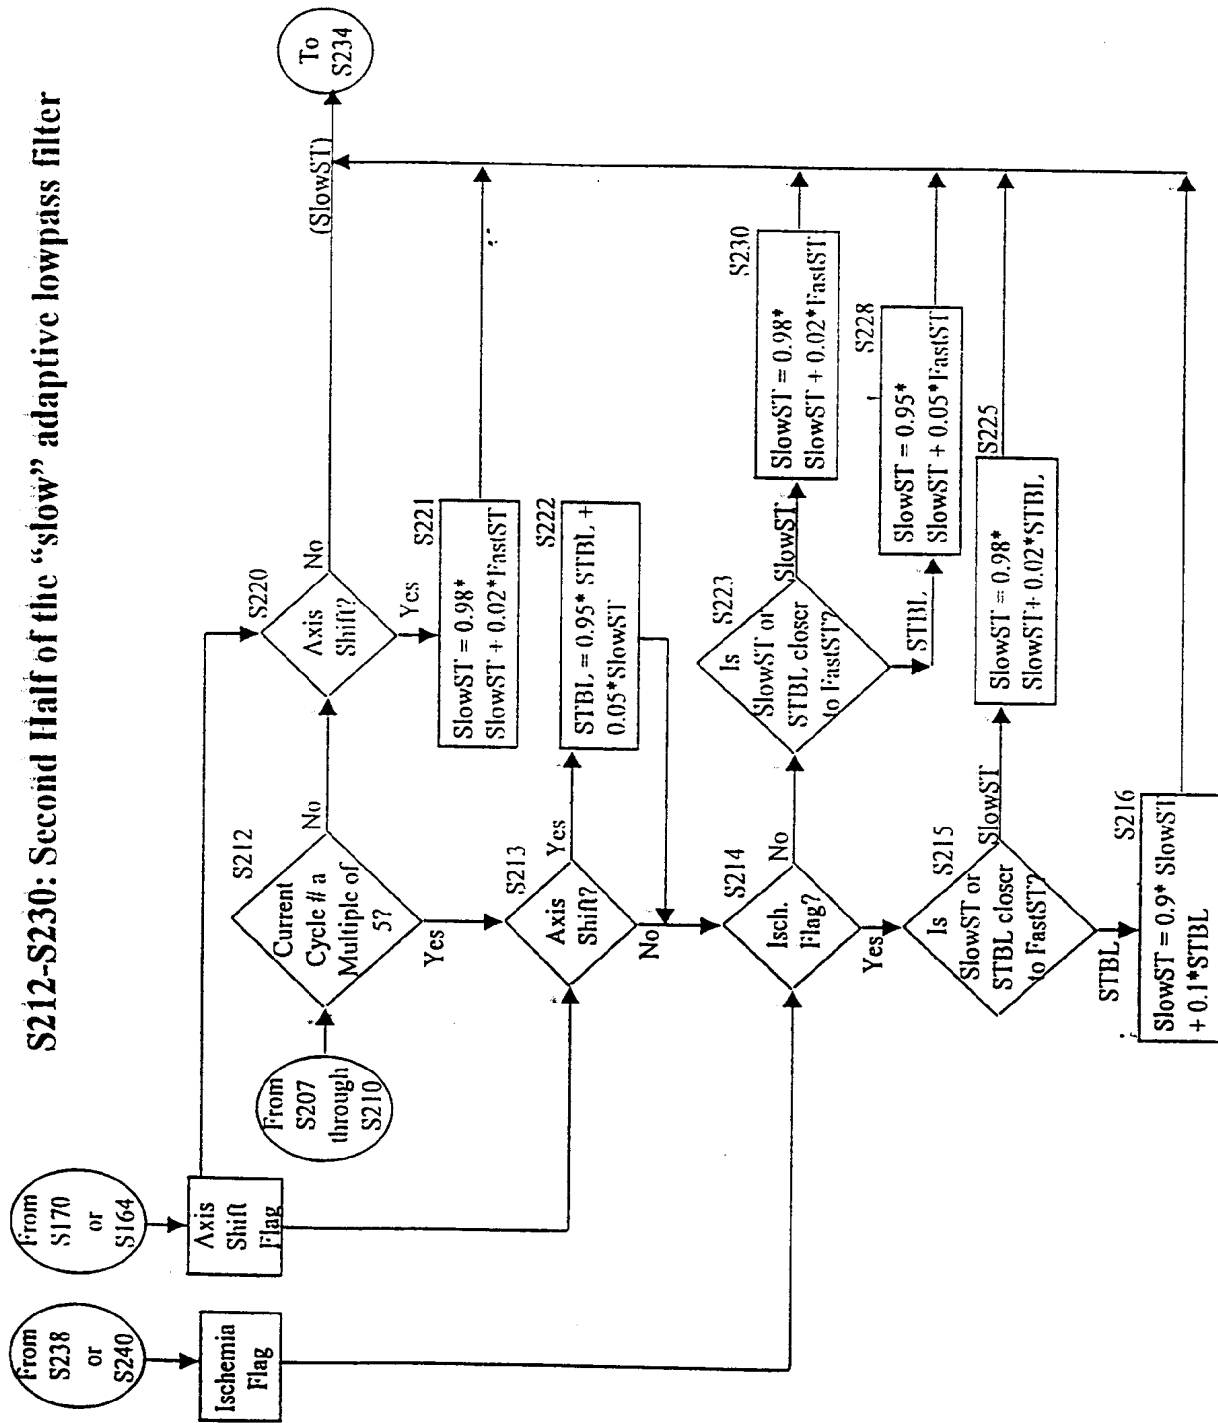 S212-S230: Second Half of the “slow” adaptive lowpass filter
From
S238
or
S240
Ischemia
Flag
From
S170
or
S164
Axis
Shift
Flag
From
S207
through
S210
S212
Current
Cycle # a
Multiple of
5?
No
Yes
S220
Axis
Shift?
No
Yes
(SlowST)
To
S234
S221
SlowST = 0.98*
SlowST + 0.02*FastST
S213
Axis
Shift?
Yes
No
S222
STBL = 0.95* STBL +
0.05*SlowST
S214
Isch.
Flag?
No
Yes
S223
Is
SlowST or
STBL closer
to FastST?
SlowST
STBL
S230
SlowST = 0.98*
SlowST + 0.02*FastST
S228
SlowST = 0.95*
SlowST + 0.05*FastST
S215
Is
SlowST or
STBL closer
to FastST?
SlowST
STBL
S225
SlowST = 0.98*
SlowST+ 0.02*STBL
S216
SlowST = 0.9* SlowST
+ 0.1*STBL